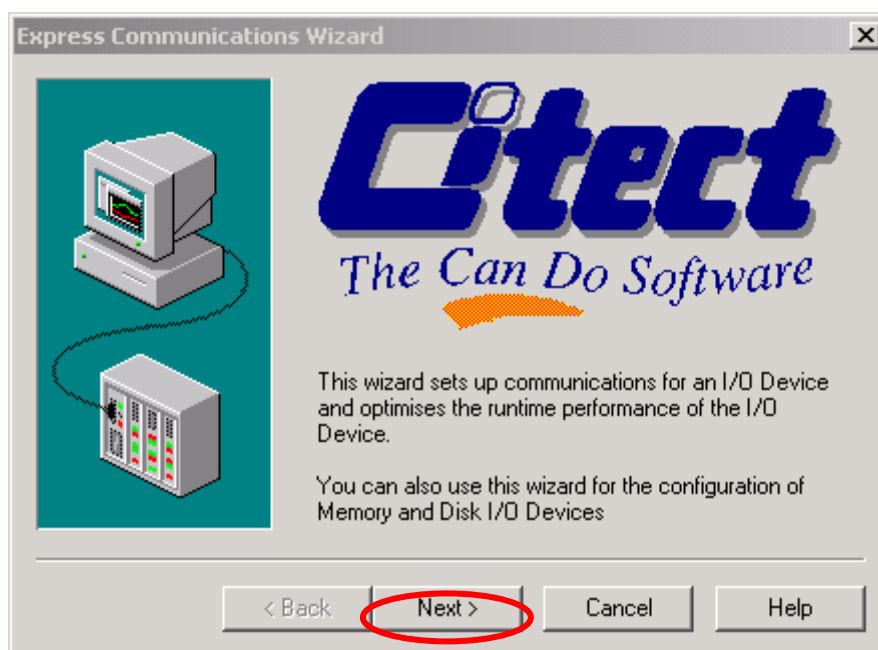 Express Communications Wizard
Citect
The Can Do Software
This wizard sets up communications for an I/O Device
and optimises the runtime performance of the I/O
Device.
You can also use this wizard for the configuration of
Memory and Disk I/O Devices
< Back
Next >
Cancel
Help